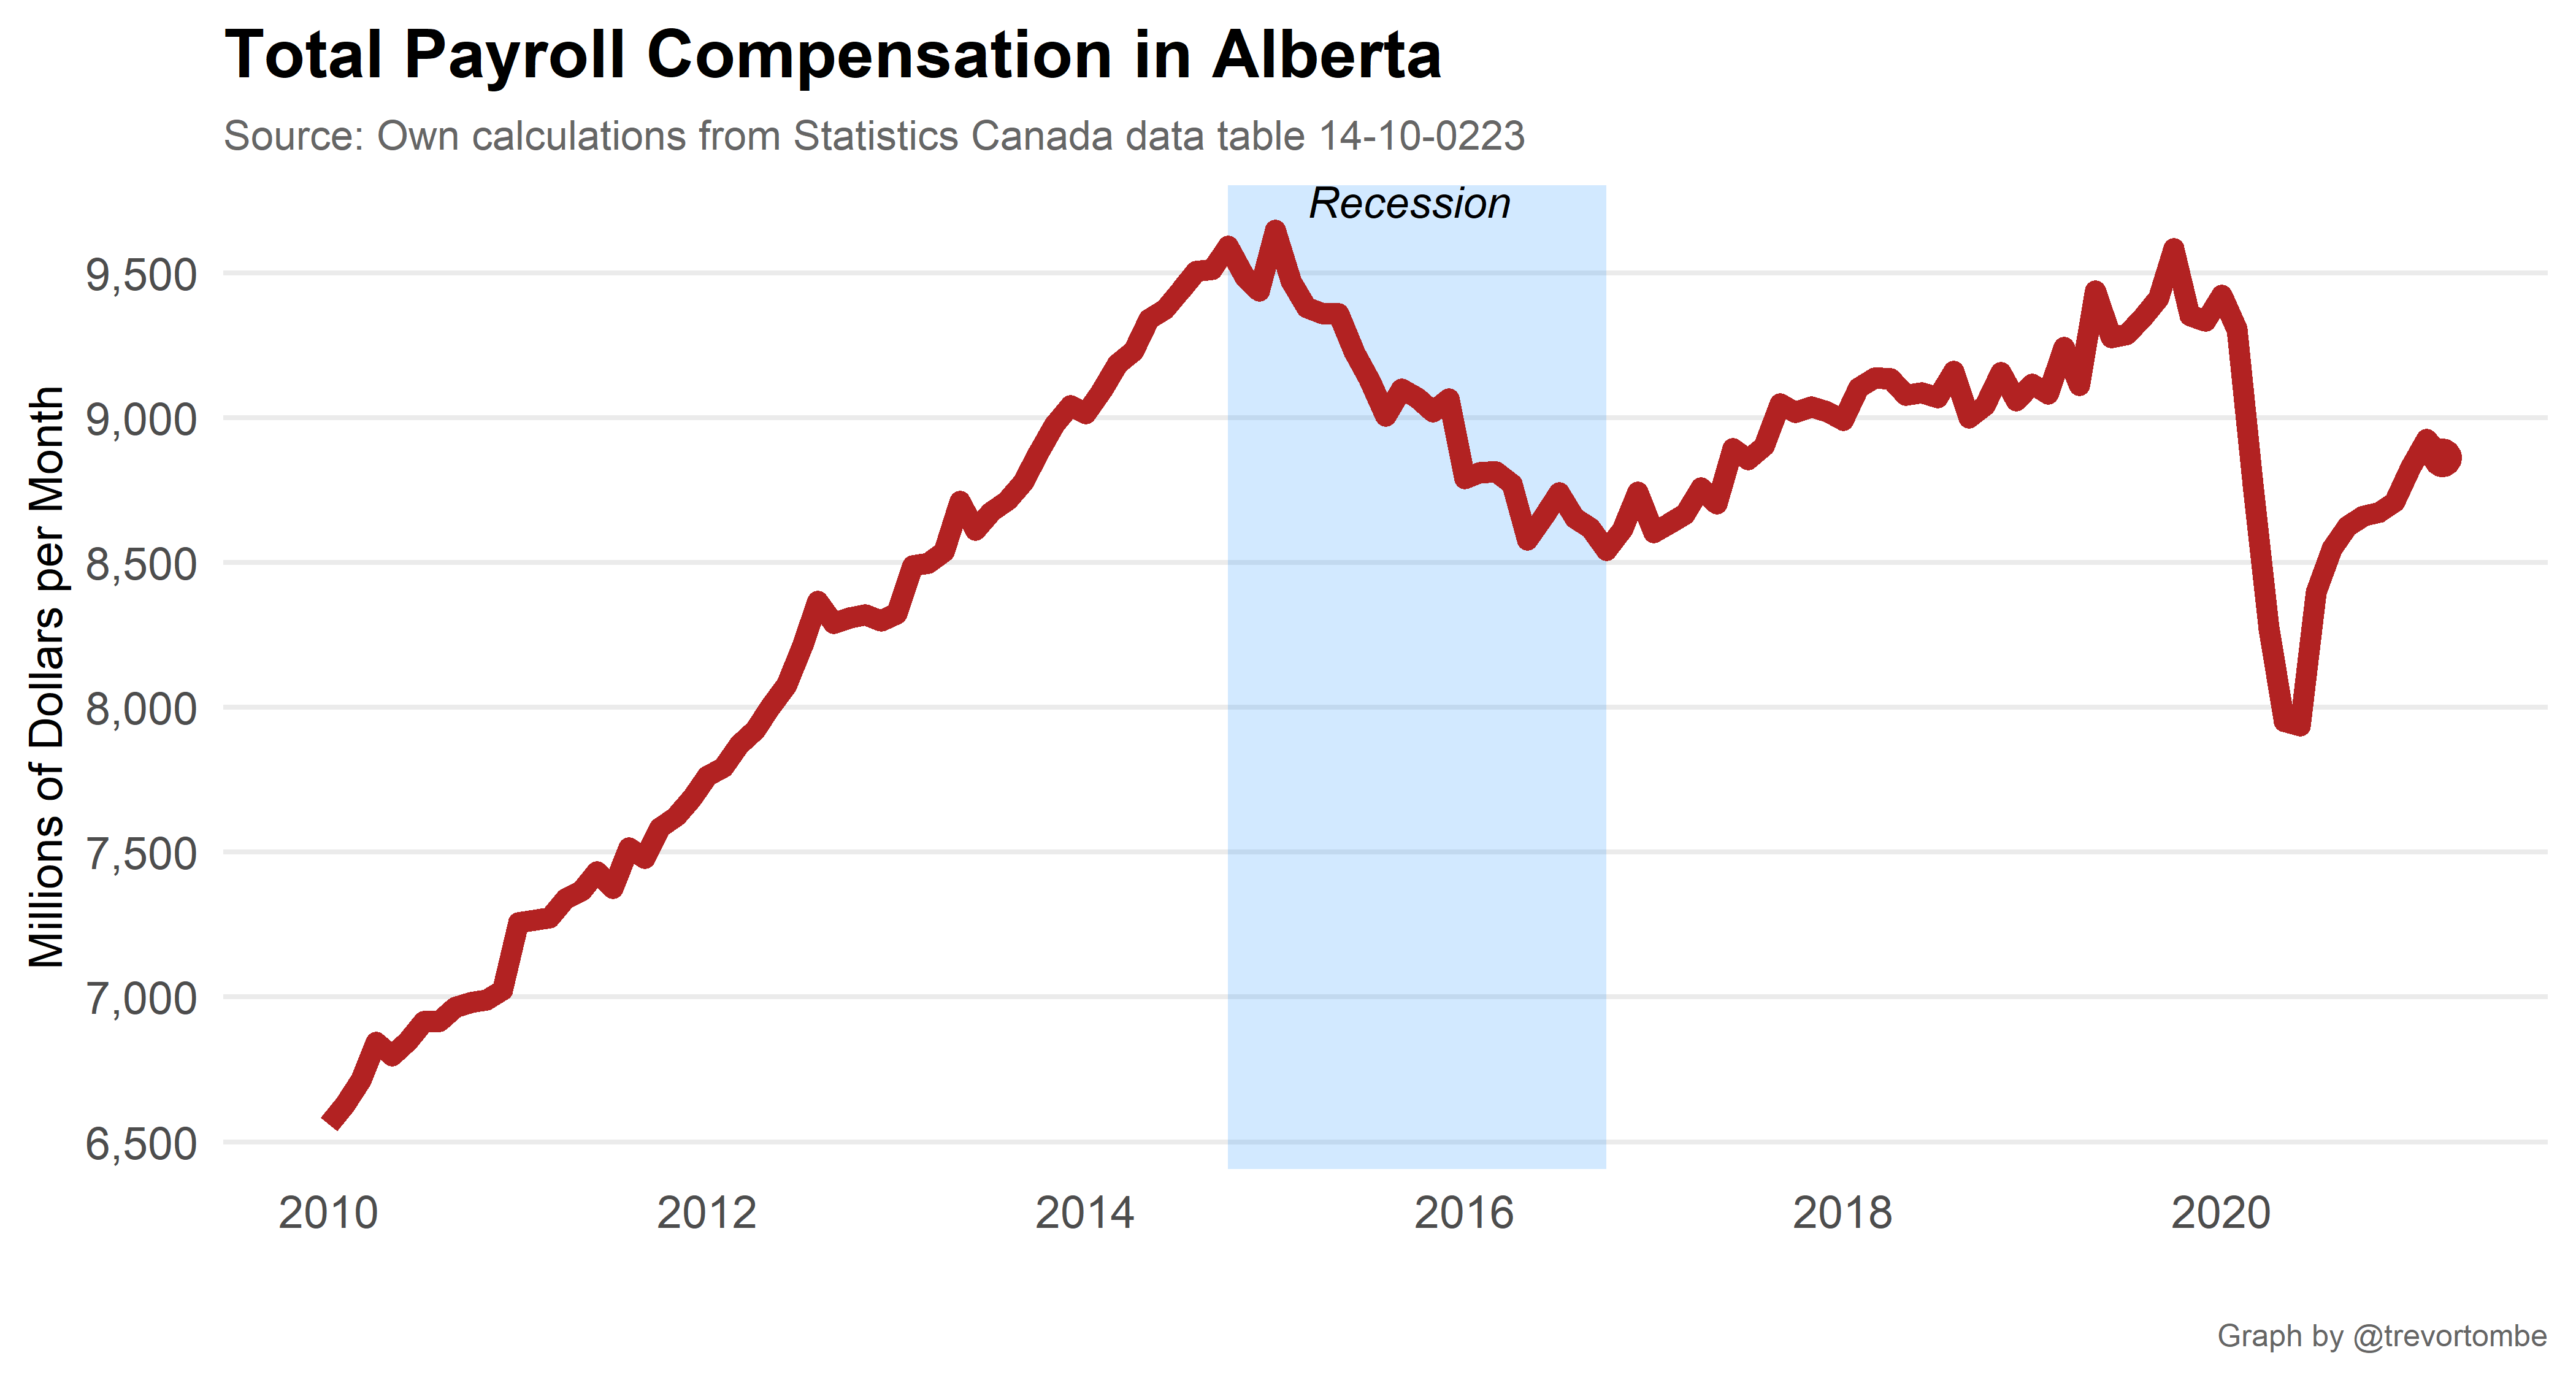 Total Payroll Compensation in Alberta
Source: Own calculations from Statistics Canada data table 14-10-0223
Recession
Millions of Dollars per Month
9,500
9,000
8,500
8,000
7,500
7,000
6,500
2010 2012 2014 2016 2018 2020
Graph by @trevortombe